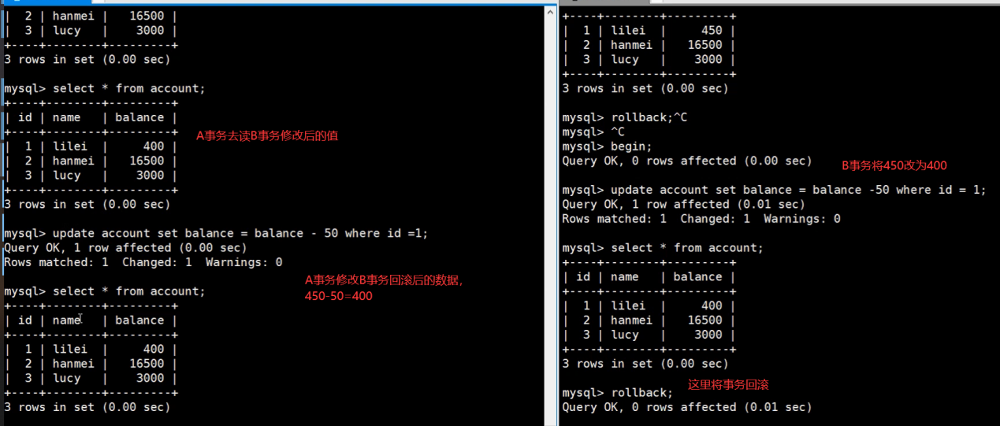 |  2 | hanmei |   16500 |
|  3 | lucy   |    3000 |
+----+--------+---------+
3 rows in set (0.00 sec)
mysql> select * from account;
+----+--------+---------+
| id | name   | balance |
+----+--------+---------+
|  1 | lilei  |     400 |
|  2 | hanmei |   16500 |
|  3 | lucy   |    3000 |
+----+--------+---------+
3 rows in set (0.00 sec)
A事务去读B事务修改后的值
mysql> update account set balance = balance - 50 where id =1;
Query OK, 1 row affected (0.00 sec)
Rows matched: 1  Changed: 1  Warnings: 0
A事务修改B事务回滚后的数据，
450-50=400
mysql> select * from account;
+----+--------+---------+
| id | name   | balance |
+----+--------+---------+
|  1 | lilei  |     400 |
|  2 | hanmei |   16500 |
|  3 | lucy   |    3000 |
+----+--------+---------+
3 rows in set (0.00 sec)
+----+--------+---------+
|  1 | lilei  |     450 |
|  2 | hanmei |   16500 |
|  3 | lucy   |    3000 |
+----+--------+---------+
3 rows in set (0.00 sec)
mysql> rollback;^C
mysql> ^C
mysql> begin;
Query OK, 0 rows affected (0.00 sec)
B事务将450改为400
mysql> update account set balance = balance -50 where id = 1;
Query OK, 1 row affected (0.01 sec)
Rows matched: 1  Changed: 1  Warnings: 0
mysql> select * from account;
+----+--------+---------+
| id | name   | balance |
+----+--------+---------+
|  1 | lilei  |     400 |
|  2 | hanmei |   16500 |
|  3 | lucy   |    3000 |
+----+--------+---------+
3 rows in set (0.00 sec)
这里将事务回滚
mysql> rollback;
Query OK, 0 rows affected (0.01 sec)